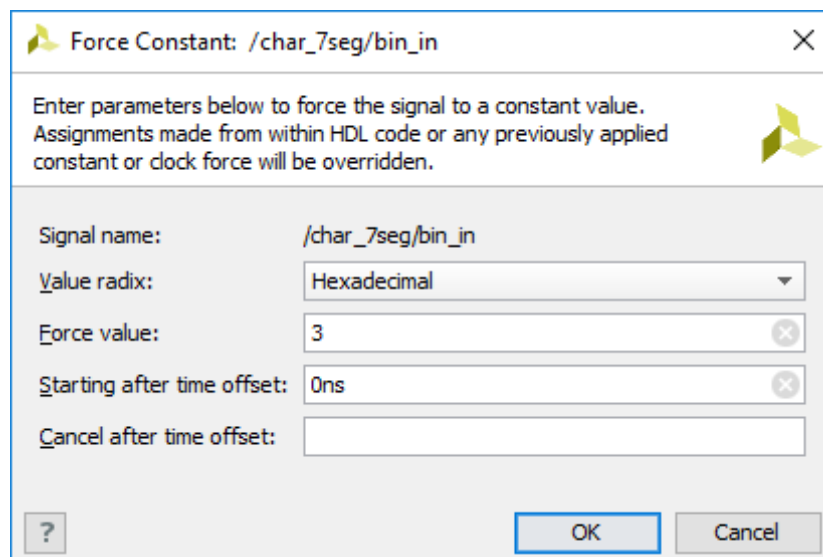 Force Constant: /char_7seg/bin_in
Enter parameters below to force the signal to a constant value.
Assignments made from within HDL code or any previously applied
constant or clock force will be overridden.
Signal name: /char_7seg/bin_in
Value radix: Hexadecimal
Force value: 3
Starting after time offset: 0ns
Cancel after time offset:
? OK Cancel